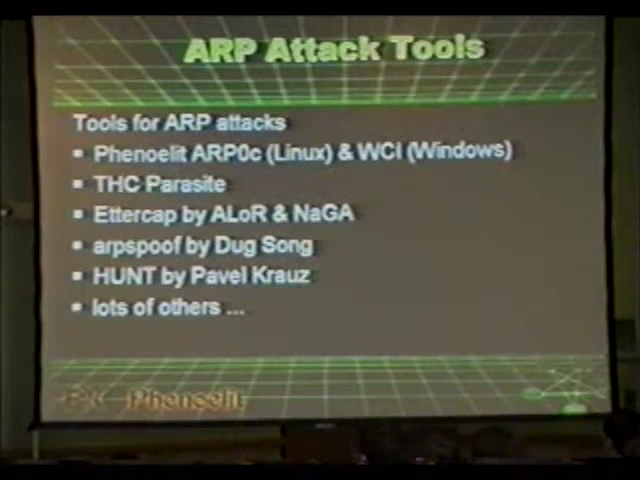 ARP Attack Tools
Tools for ARP attacks
▪ Phenoelit ARP0c (Linux) & WCI (Windows)
▪ THC Parasite
▪ Ettercap by ALoR & NaGA
▪ arpspoof by Dug Song
▪ HUNT by Pavel Krauz
▪ lots of others ...
Phenoelit